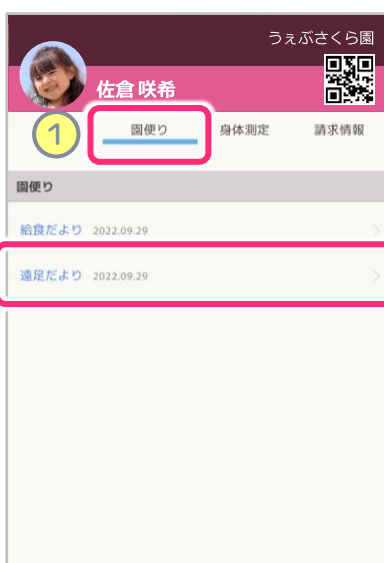 うぇぶさくら園
佐倉 咲希
1
園便り 身体測定 請求情報
園便り
給食だより 2022.09.29
遠足だより 2022.09.29